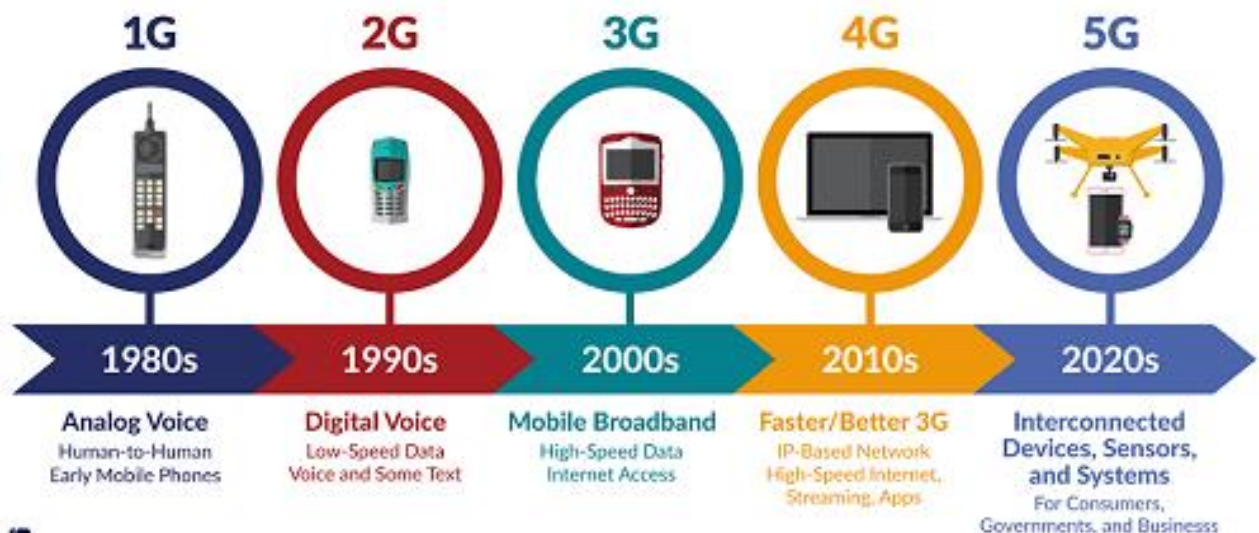 1G
2G
3G
4G
5G
1980s
1990s
2000s
2010s
2020s
Analog Voice
Human-to-Human
Early Mobile Phones
Digital Voice
Low-Speed Data
Voice and Some Text
Mobile Broadband
High-Speed Data
Internet Access
Faster/Better 3G
IP-Based Network
High-Speed Internet,
Streaming, Apps
Interconnected
Devices, Sensors,
and Systems
For Consumers,
Governments, and Businesss